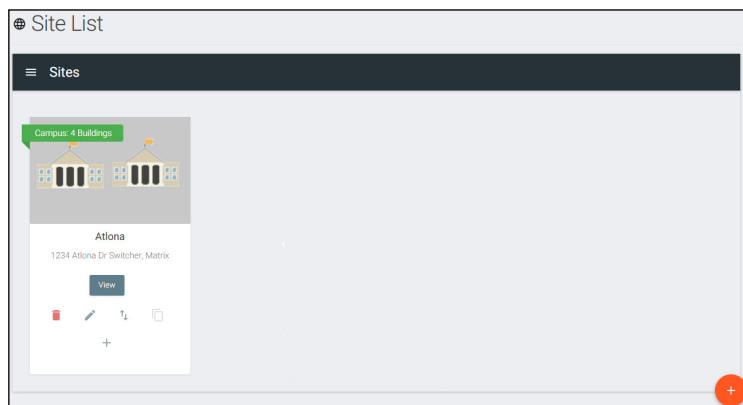 Site List
Sites
Campus: 4 Buildings
Atlona
1234 Atlona Dr Switcher, Matrix
View